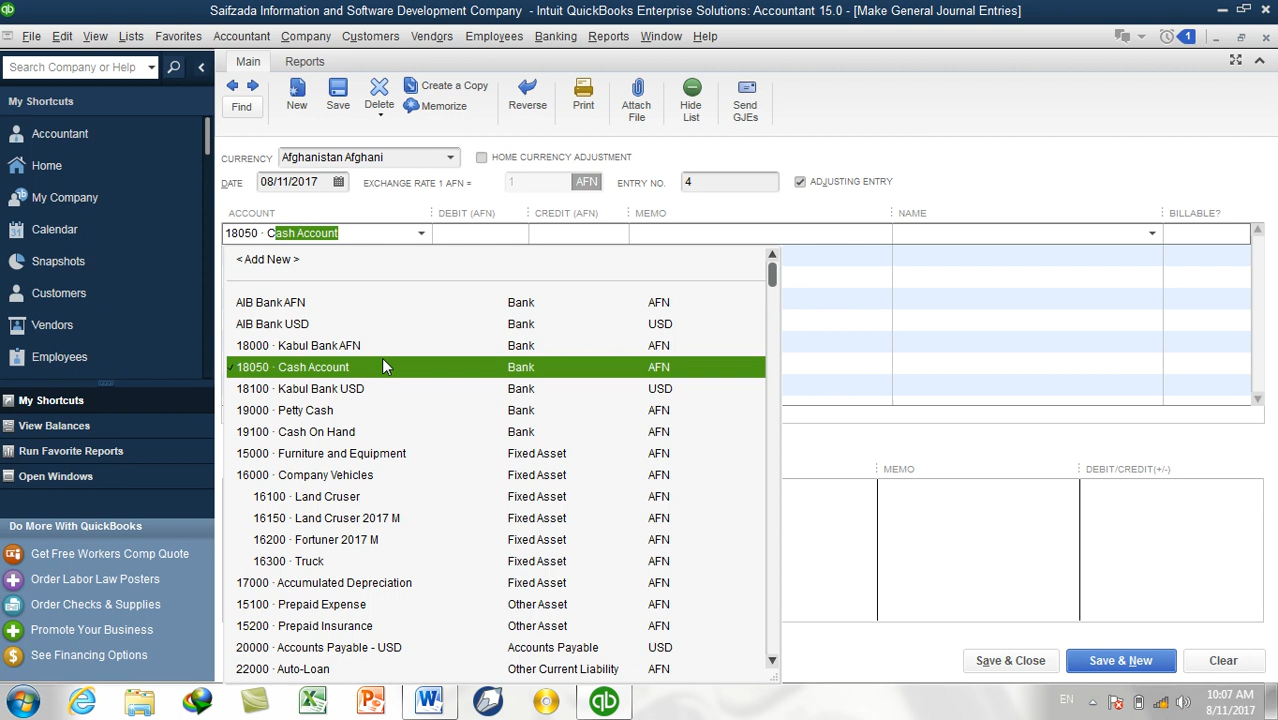 Saifzada Information and Software Development Company - Intuit QuickBooks Enterprise Solutions: Accountant 15.0 - [Make General Journal Entries]
File Edit View Lists Favorites Accountant Company Customers Vendors Employees Banking Reports Window Help 1
Search Company or Help
My Shortcuts
Accountant
Home
My Company
Calendar
Snapshots
Customers
Vendors
Employees
My Shortcuts
View Balances
Run Favorite Reports
Open Windows
Do More With QuickBooks
Get Free Workers Comp Quote
Order Labor Law Posters
Order Checks & Supplies
Promote Your Business
See Financing Options
Main Reports
Find New Save Delete Create a Copy Memorize Reverse Print Attach File Hide List Send GJEs
CURRENCY Afghanistan Afghani HOME CURRENCY ADJUSTMENT
DATE 08/11/2017 EXCHANGE RATE 1 AFN = 1 AFN ENTRY NO. 4 ADJUSTING ENTRY
ACCOUNT DEBIT (AFN) CREDIT (AFN) MEMO NAME BILLABLE?
18050 · Cash Account
< Add New >
AIB Bank AFN Bank AFN
AIB Bank USD Bank USD
18000 · Kabul Bank AFN Bank AFN
18050 · Cash Account Bank AFN
18100 · Kabul Bank USD Bank USD
19000 · Petty Cash Bank AFN
19100 · Cash On Hand Bank AFN
15000 · Furniture and Equipment Fixed Asset AFN
16000 · Company Vehicles Fixed Asset AFN
16100 · Land Cruser Fixed Asset AFN
16150 · Land Cruser 2017 M Fixed Asset AFN
16200 · Fortuner 2017 M Fixed Asset AFN
16300 · Truck Fixed Asset AFN
17000 · Accumulated Depreciation Fixed Asset AFN
15100 · Prepaid Expense Other Asset AFN
15200 · Prepaid Insurance Other Asset AFN
20000 · Accounts Payable - USD Accounts Payable USD
22000 · Auto-Loan Other Current Liability AFN
MEMO DEBIT/CREDIT(+/-)
Save & Close Save & New Clear
EN 10:07 AM
8/11/2017